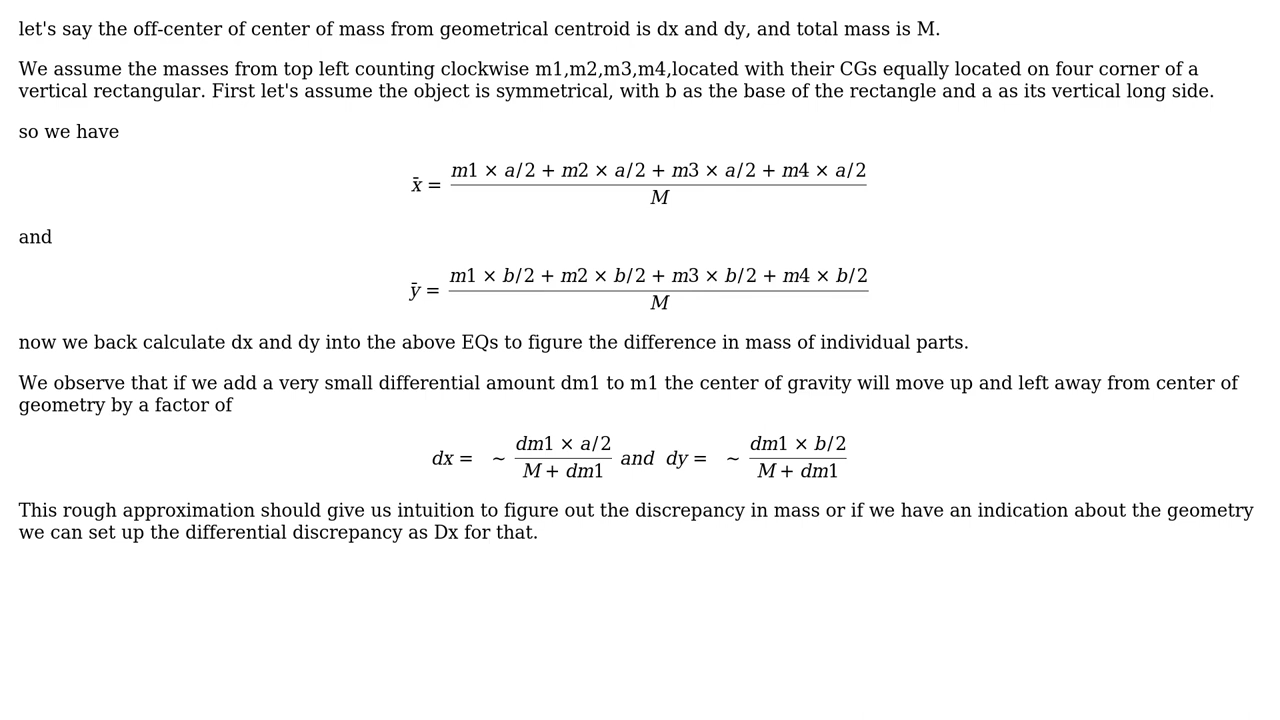 let's say the off-center of center of mass from geometrical centroid is dx and dy, and total mass is M.
We assume the masses from top left counting clockwise m1,m2,m3,m4,located with their CGs equally located on four corner of a
vertical rectangular. First let's assume the object is symmetrical, with b as the base of the rectangle and a as its vertical long side.
so we have
x̄ = (m1 × a/2 + m2 × a/2 + m3 × a/2 + m4 × a/2) / M
and
ȳ = (m1 × b/2 + m2 × b/2 + m3 × b/2 + m4 × b/2) / M
now we back calculate dx and dy into the above EQs to figure the difference in mass of individual parts.
We observe that if we add a very small differential amount dm1 to m1 the center of gravity will move up and left away from center of
geometry by a factor of
dx = ~ (dm1 × a/2) / (M + dm1) and dy = ~ (dm1 × b/2) / (M + dm1)
This rough approximation should give us intuition to figure out the discrepancy in mass or if we have an indication about the geometry
we can set up the differential discrepancy as Dx for that.